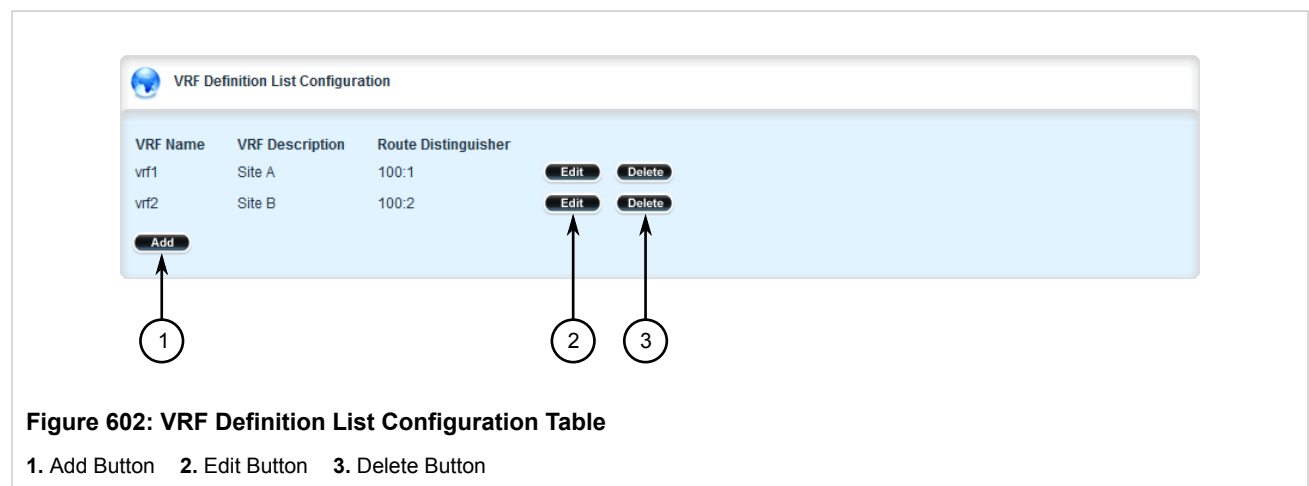 VRF Definition List Configuration
VRF Name VRF Description Route Distinguisher
vrf1 Site A 100:1 Edit Delete
vrf2 Site B 100:2 Edit Delete
Add
1 2 3
Figure 602: VRF Definition List Configuration Table
1. Add Button 2. Edit Button 3. Delete Button